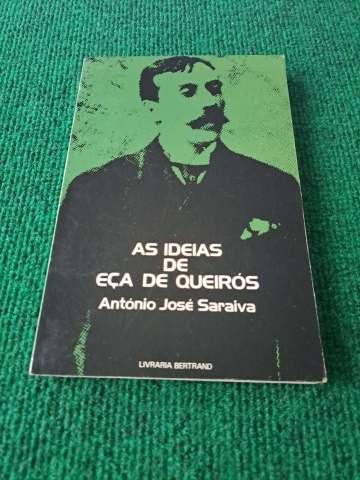 AS IDEIAS
DE
EÇA DE QUEIRÓS
António José Saraiva
LIVRARIA BERTRAND